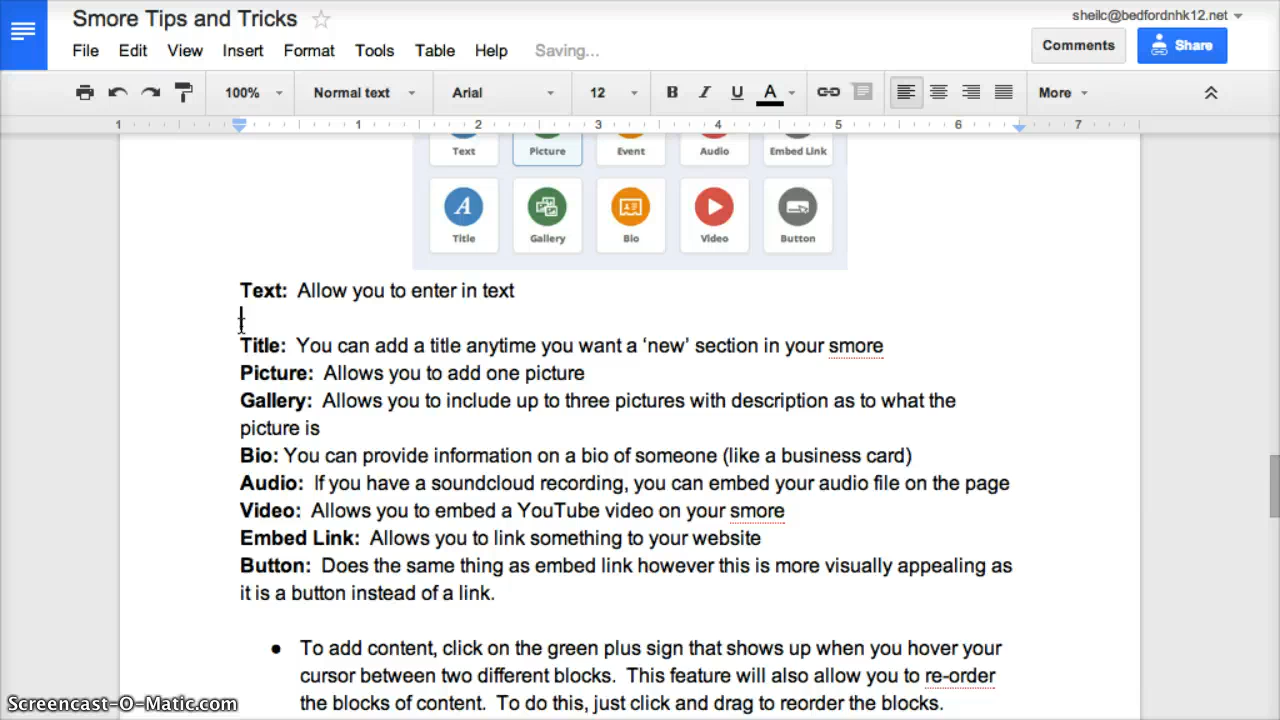 Smore Tips and Tricks
sheilc@bedfordnhk12.net
File Edit View Insert Format Tools Table Help Saving...
Comments Share
100% Normal text Arial 12 B I U A More
1 1 2 3 4 5 6 7
Text Picture Event Audio Embed Link
A
Title Gallery Bio Video Button
Text: Allow you to enter in text
Title: You can add a title anytime you want a ‘new’ section in your smore
Picture: Allows you to add one picture
Gallery: Allows you to include up to three pictures with description as to what the
picture is
Bio: You can provide information on a bio of someone (like a business card)
Audio: If you have a soundcloud recording, you can embed your audio file on the page
Video: Allows you to embed a YouTube video on your smore
Embed Link: Allows you to link something to your website
Button: Does the same thing as embed link however this is more visually appealing as
it is a button instead of a link.
● To add content, click on the green plus sign that shows up when you hover your
cursor between two different blocks. This feature will also allow you to re-order
the blocks of content. To do this, just click and drag to reorder the blocks.
Screencast-O-Matic.com